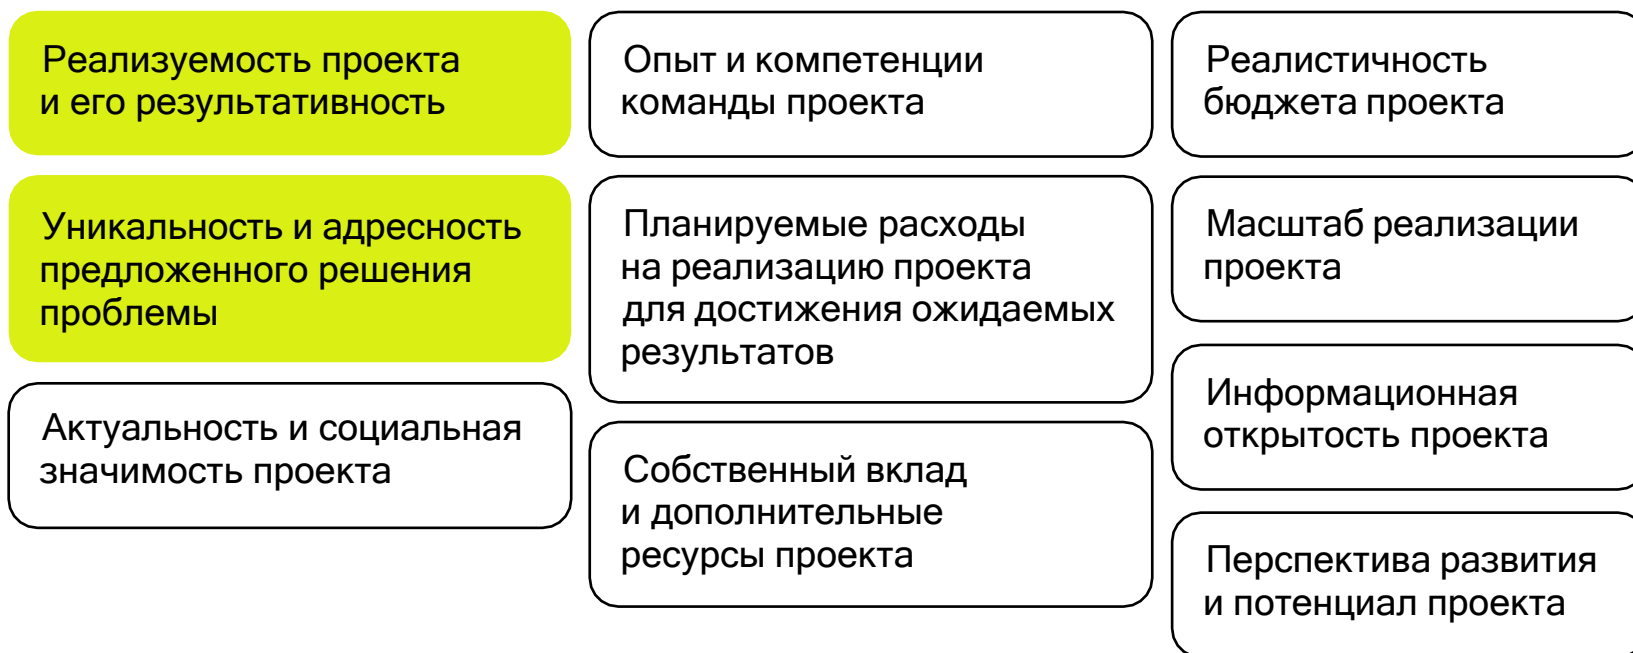 Реализуемость проекта
и его результативность
Уникальность и адресность
предложенного решения
проблемы
Актуальность и социальная
значимость проекта
Опыт и компетенции
команды проекта
Планируемые расходы
на реализацию проекта
для достижения ожидаемых
результатов
Собственный вклад
и дополнительные
ресурсы проекта
Реалистичность
бюджета проекта
Масштаб реализации
проекта
Информационная
открытость проекта
Перспектива развития
и потенциал проекта